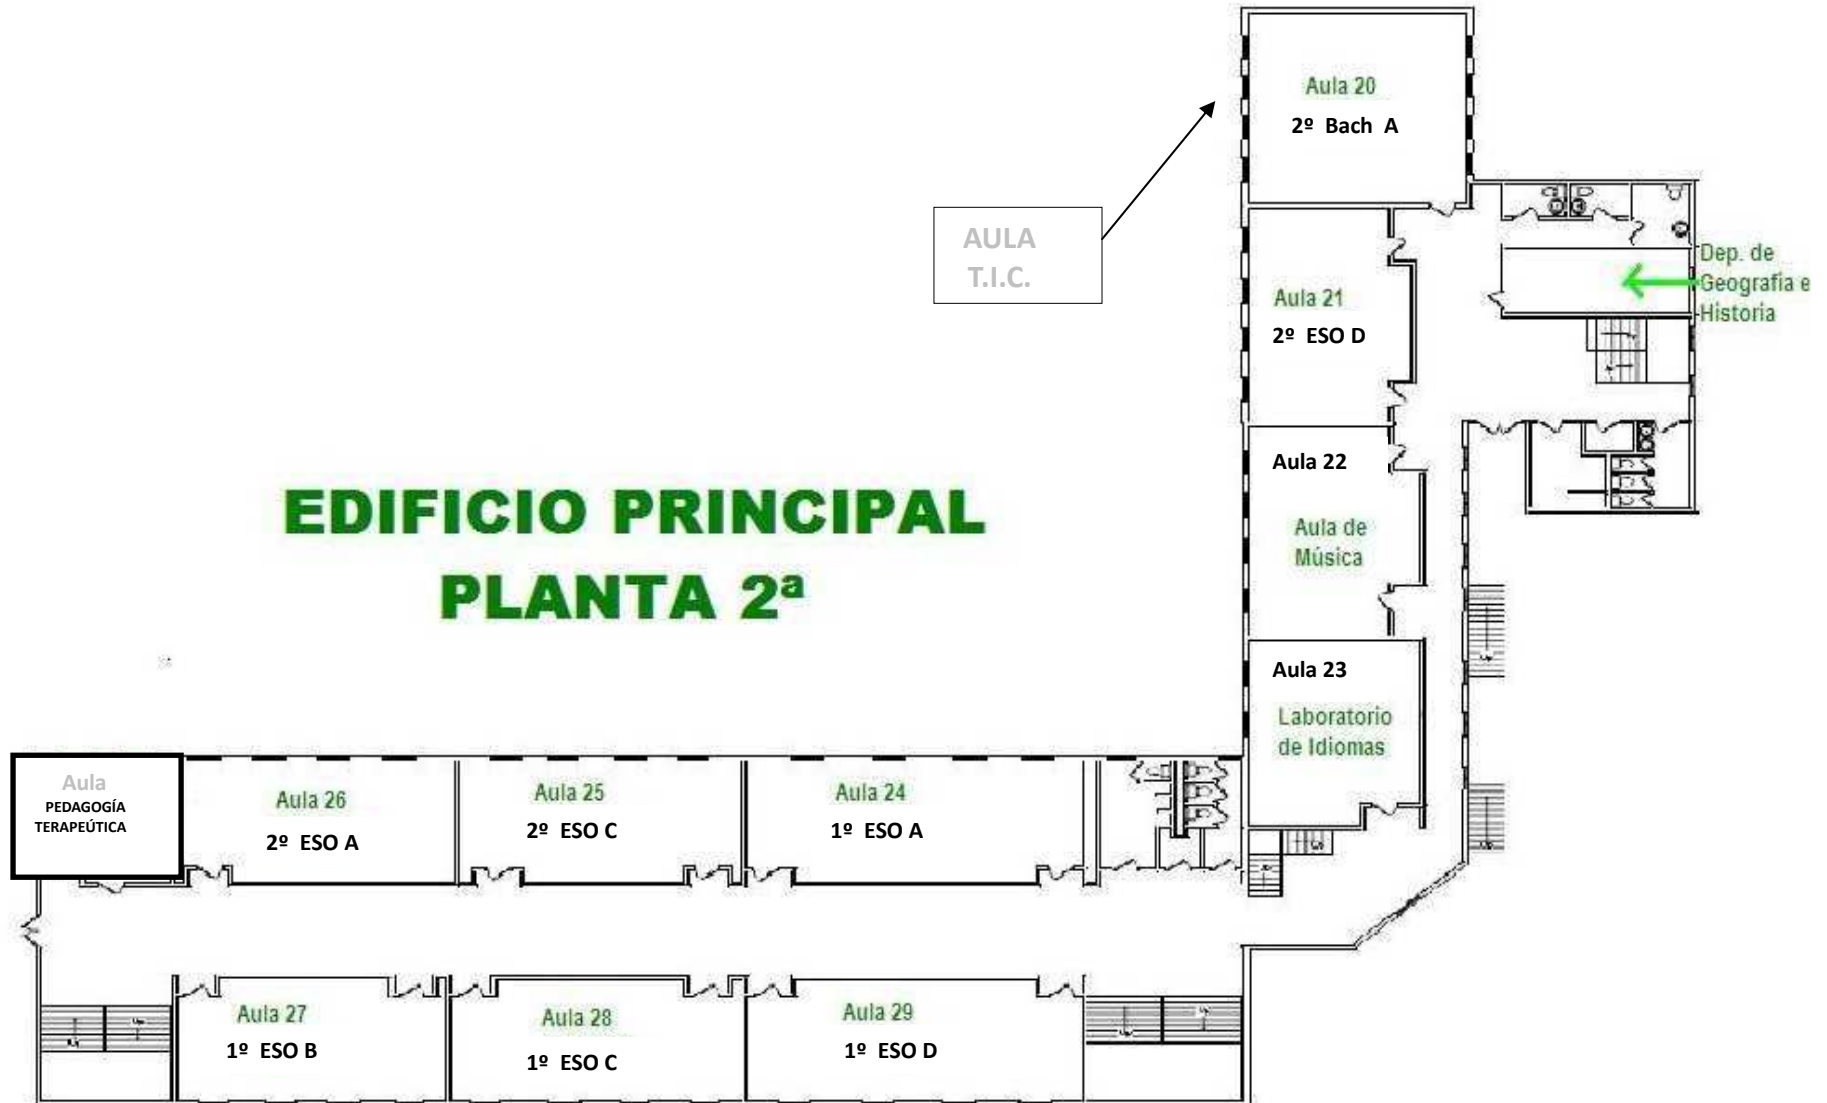 Aula 20
2º Bach A
AULA
T.I.C.
Dep. de
Geografía e
Historia
Aula 21
2º ESO D
Aula 22
Aula de
Música
EDIFICIO PRINCIPAL
PLANTA 2ª
Aula 23
Laboratorio
de Idiomas
Aula
PEDAGOGÍA
TERAPEÚTICA
Aula 26
2º ESO A
Aula 25
2º ESO C
Aula 24
1º ESO A
Aula 27
1º ESO B
Aula 28
1º ESO C
Aula 29
1º ESO D